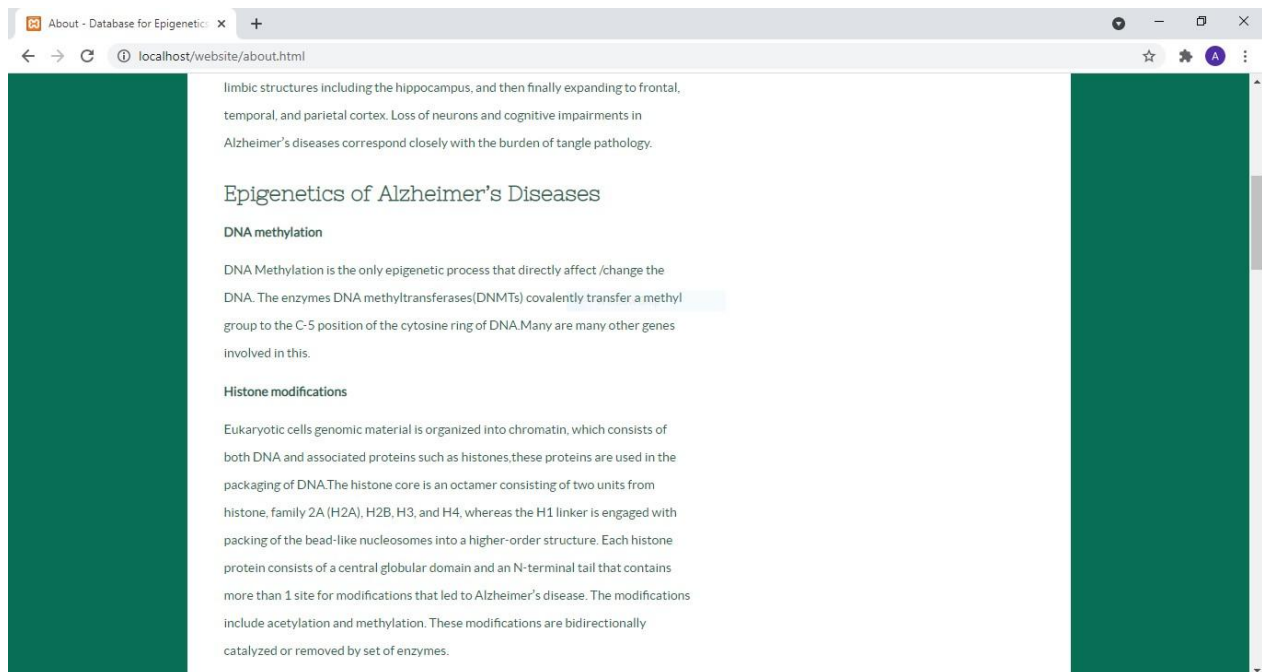 About - Database for Epigenetics
localhost/website/about.html
A
limbic structures including the hippocampus, and then finally expanding to frontal,
temporal, and parietal cortex. Loss of neurons and cognitive impairments in
Alzheimer's diseases correspond closely with the burden of tangle pathology.
Epigenetics of Alzheimer's Diseases
DNA methylation
DNA Methylation is the only epigenetic process that directly affect /change the
DNA. The enzymes DNA methyltransferases(DNMTs) covalently transfer a methyl
group to the C-5 position of the cytosine ring of DNA.Many are many other genes
involved in this.
Histone modifications
Eukaryotic cells genomic material is organized into chromatin, which consists of
both DNA and associated proteins such as histones,these proteins are used in the
packaging of DNA.The histone core is an octamer consisting of two units from
histone, family 2A (H2A), H2B, H3, and H4, whereas the H1 linker is engaged with
packing of the bead-like nucleosomes into a higher-order structure. Each histone
protein consists of a central globular domain and an N-terminal tail that contains
more than 1 site for modifications that led to Alzheimer's disease. The modifications
include acetylation and methylation. These modifications are bidirectionally
catalyzed or removed by set of enzymes.